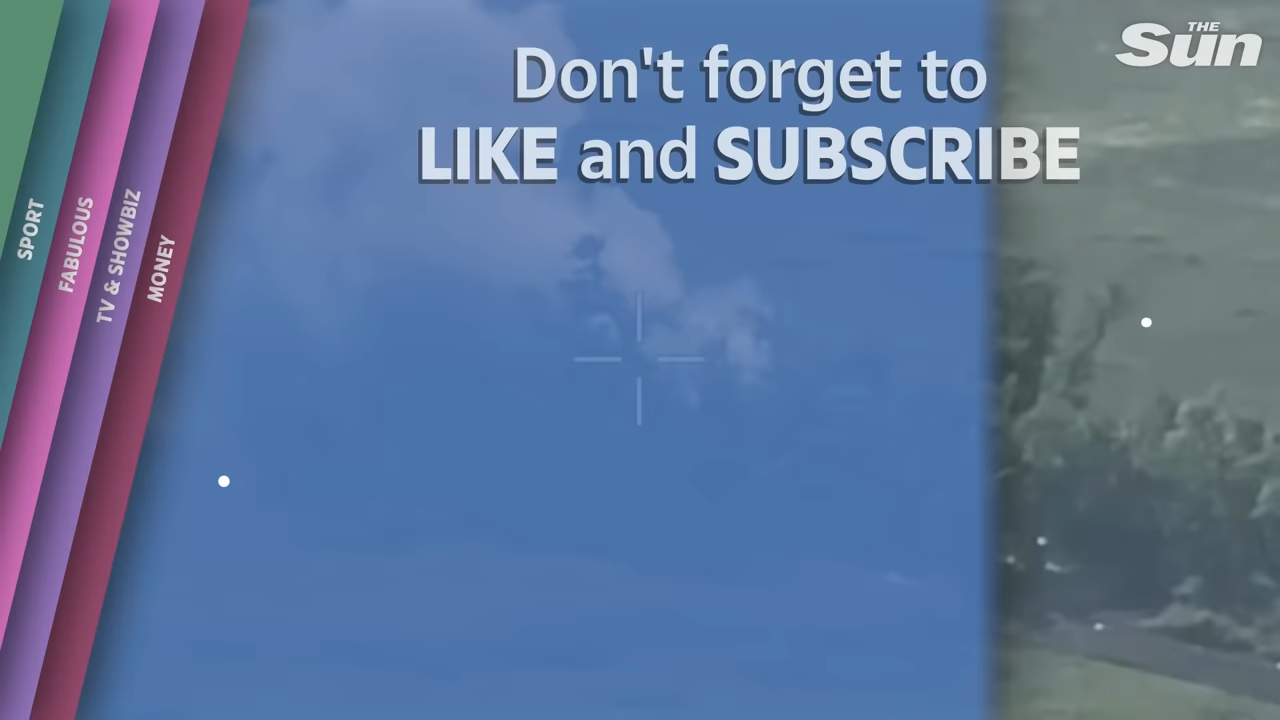 THE
Sun
Don't forget to
LIKE and SUBSCRIBE
SPORT
FABULOUS
TV & SHOWBIZ
MONEY